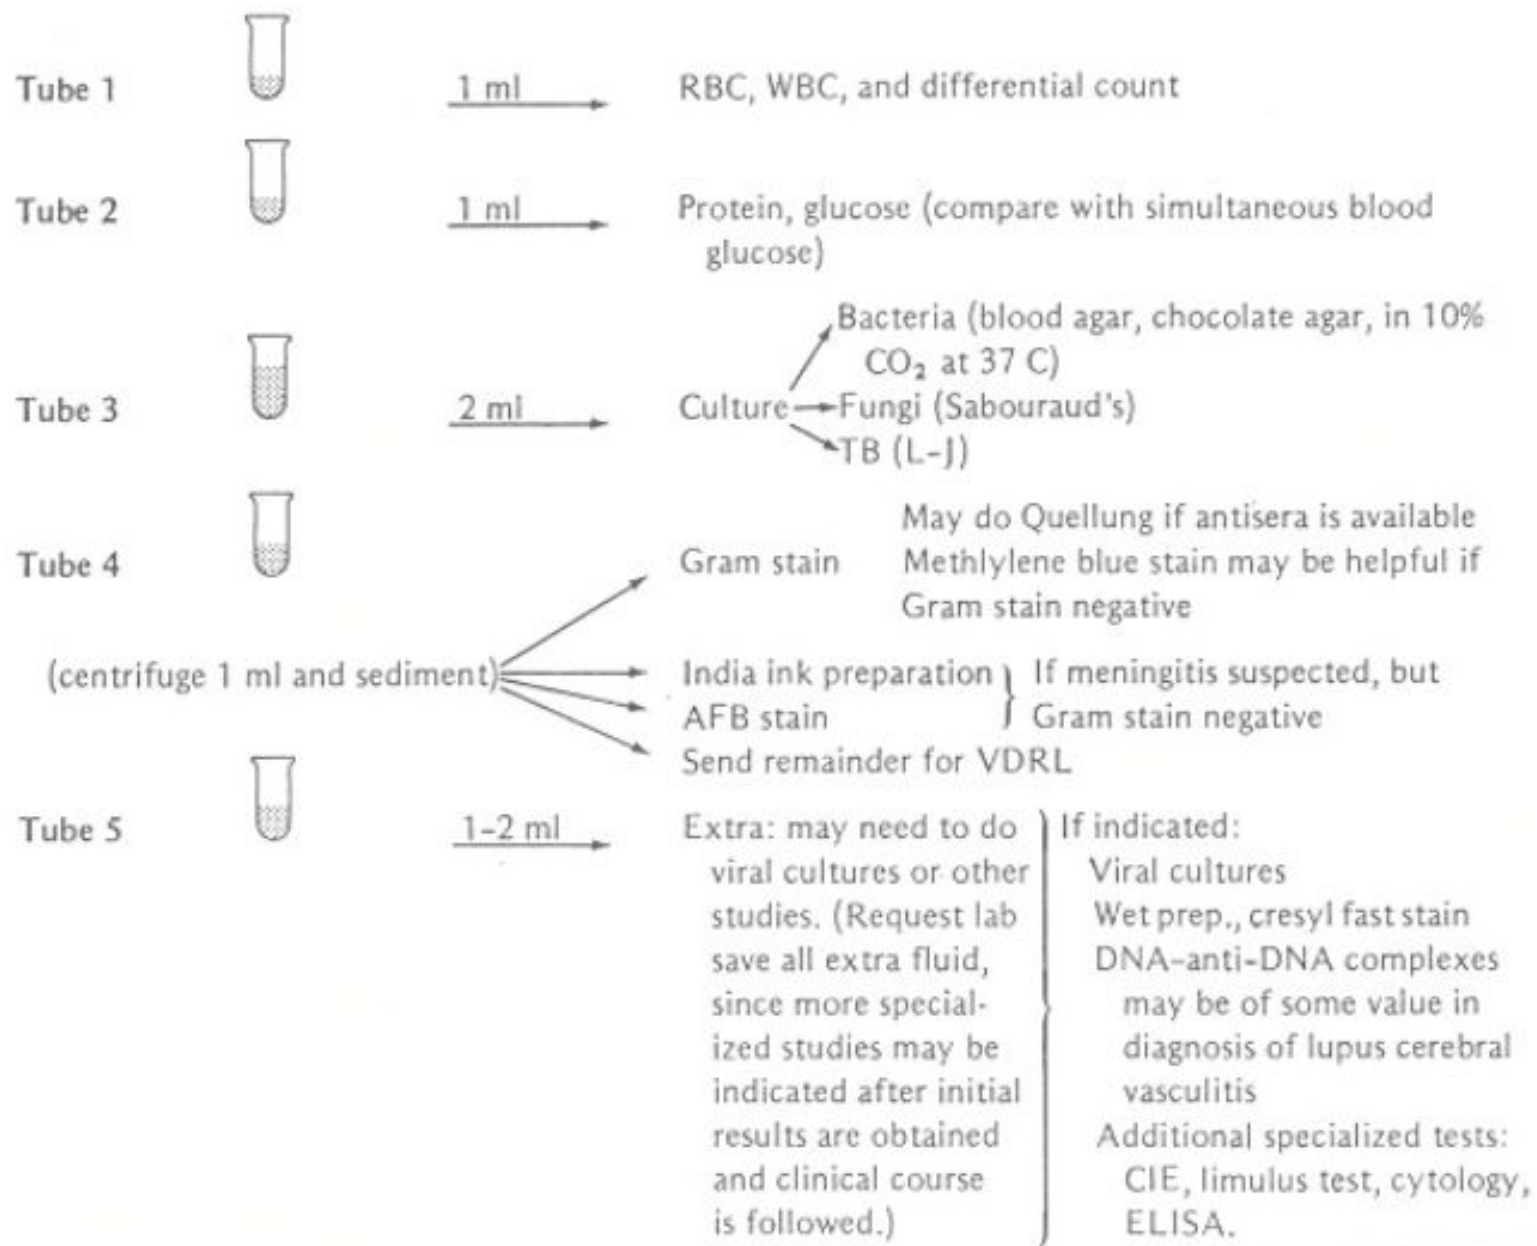 Tube 1
1 ml
RBC, WBC, and differential count
Tube 2
1 ml
Protein, glucose (compare with simultaneous blood
glucose)
Tube 3
2 ml
Culture
Bacteria (blood agar, chocolate agar, in 10%
CO₂ at 37 C)
Fungi (Sabouraud's)
TB (L-J)
Tube 4
(centrifuge 1 ml and sediment)
Gram stain
May do Quellung if antisera is available
Methlylene blue stain may be helpful if
Gram stain negative
India ink preparation
AFB stain
If meningitis suspected, but
Gram stain negative
Send remainder for VDRL
Tube 5
1-2 ml
Extra: may need to do
viral cultures or other
studies. (Request lab
save all extra fluid,
since more special-
ized studies may be
indicated after initial
results are obtained
and clinical course
is followed.)
If indicated:
Viral cultures
Wet prep., cresyl fast stain
DNA-anti-DNA complexes
may be of some value in
diagnosis of lupus cerebral
vasculitis
Additional specialized tests:
CIE, limulus test, cytology,
ELISA.